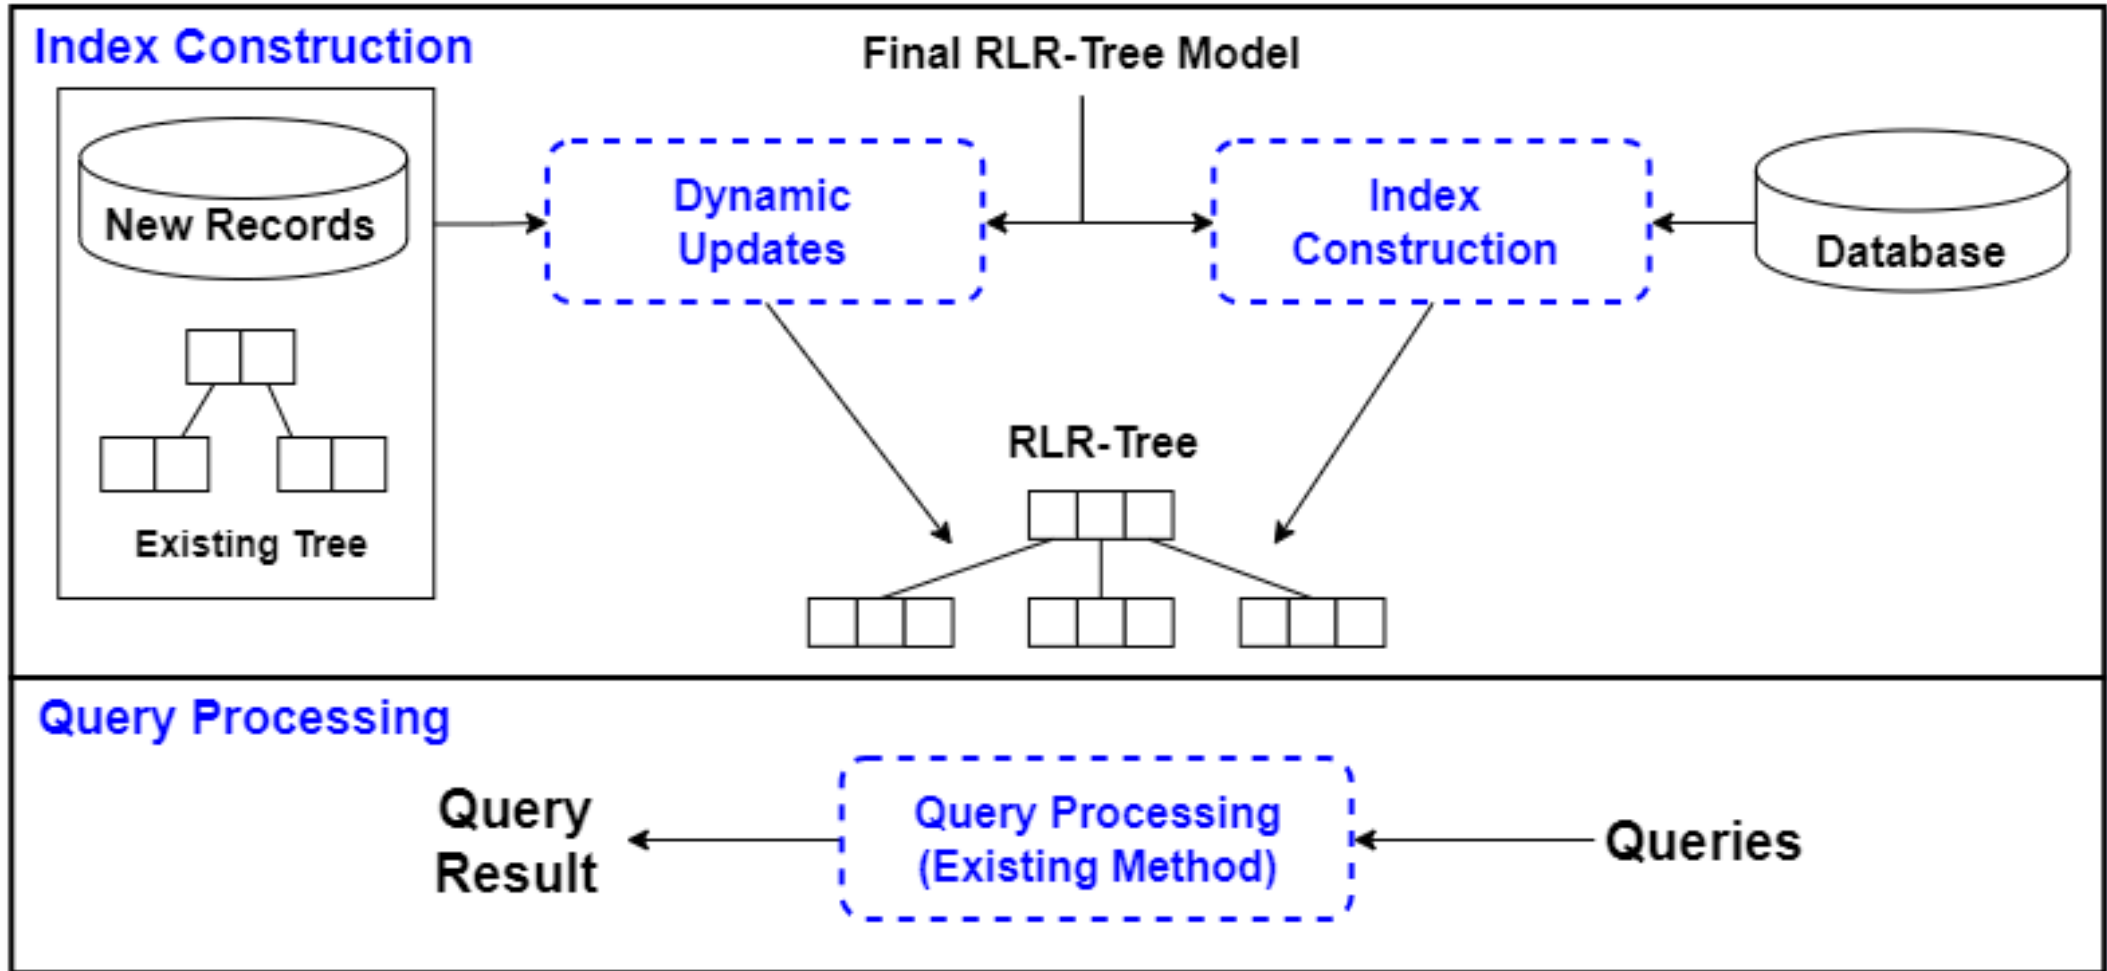 Index Construction
Final RLR-Tree Model
New Records
Dynamic
Updates
Index
Construction
Database
Existing Tree
RLR-Tree
Query Processing
Query
Result
Query Processing
(Existing Method)
Queries